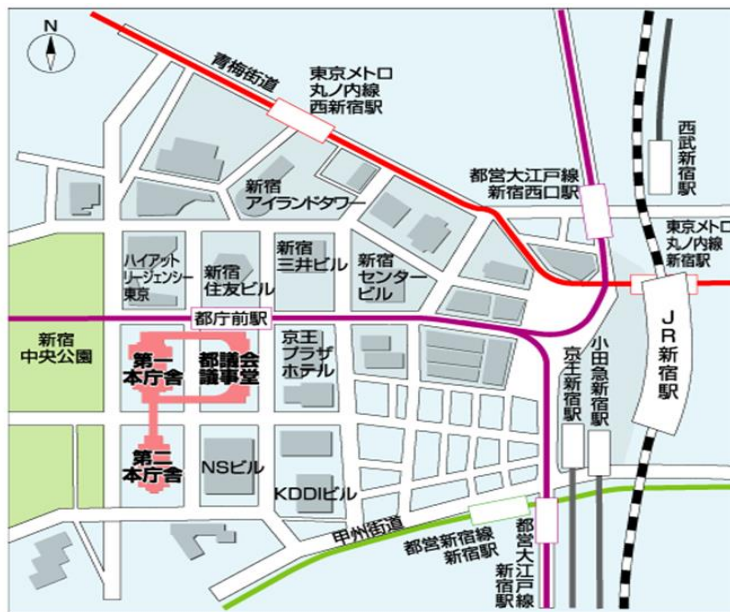 N
青梅街道
東京メトロ
丸ノ内線
西新宿駅
西武新宿駅
都営大江戸線
新宿西口駅
新宿
アイランドタワー
東京メトロ
丸ノ内線
新宿駅
ハイアット
リージェンシー
東京
新宿
住友ビル
新宿
三井ビル
新宿
センター
ビル
都庁前駅
JR新宿駅
新宿
中央公園
第一
本庁舎
都議会
議事堂
京王
プラザ
ホテル
小田急新宿駅
京王新宿駅
第二
本庁舎
NSビル
KDDIビル
甲州街道
都営新宿線
新宿駅
都営大江戸線
新宿駅